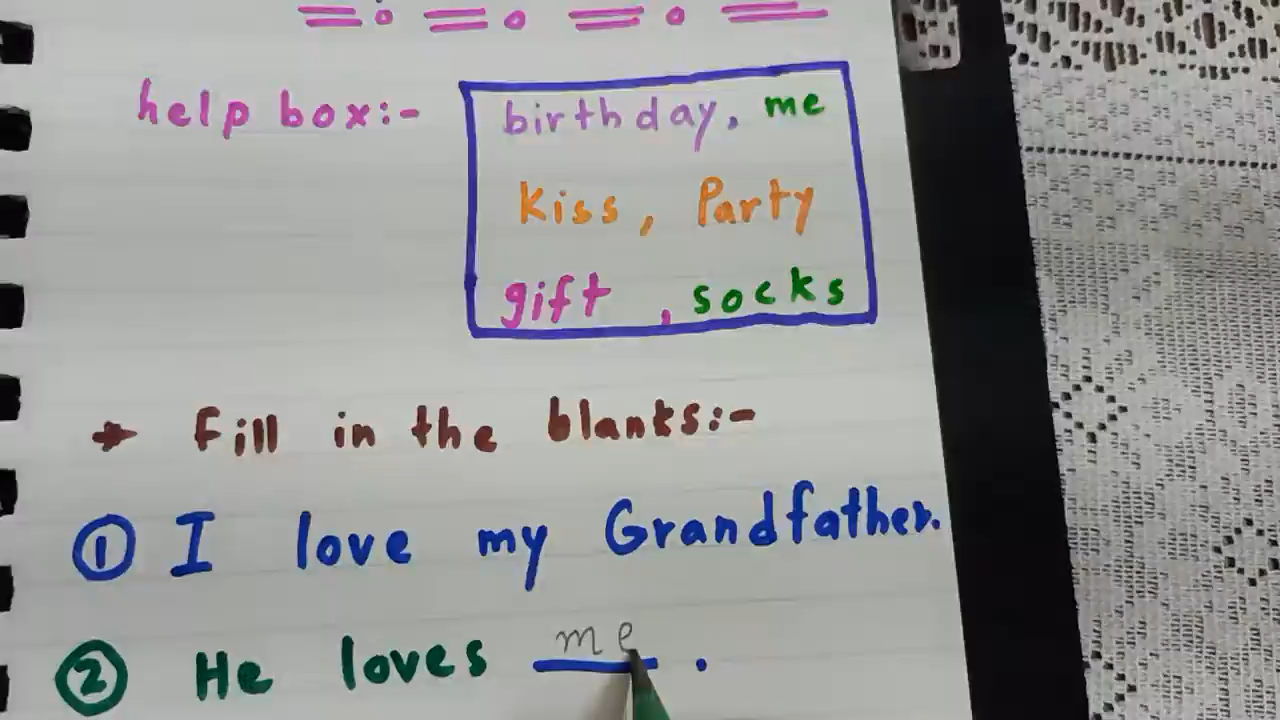 help box:- birthday, me
Kiss, Party
gift, socks
→ Fill in the blanks:-
① I love my Grandfather.
② He loves me.